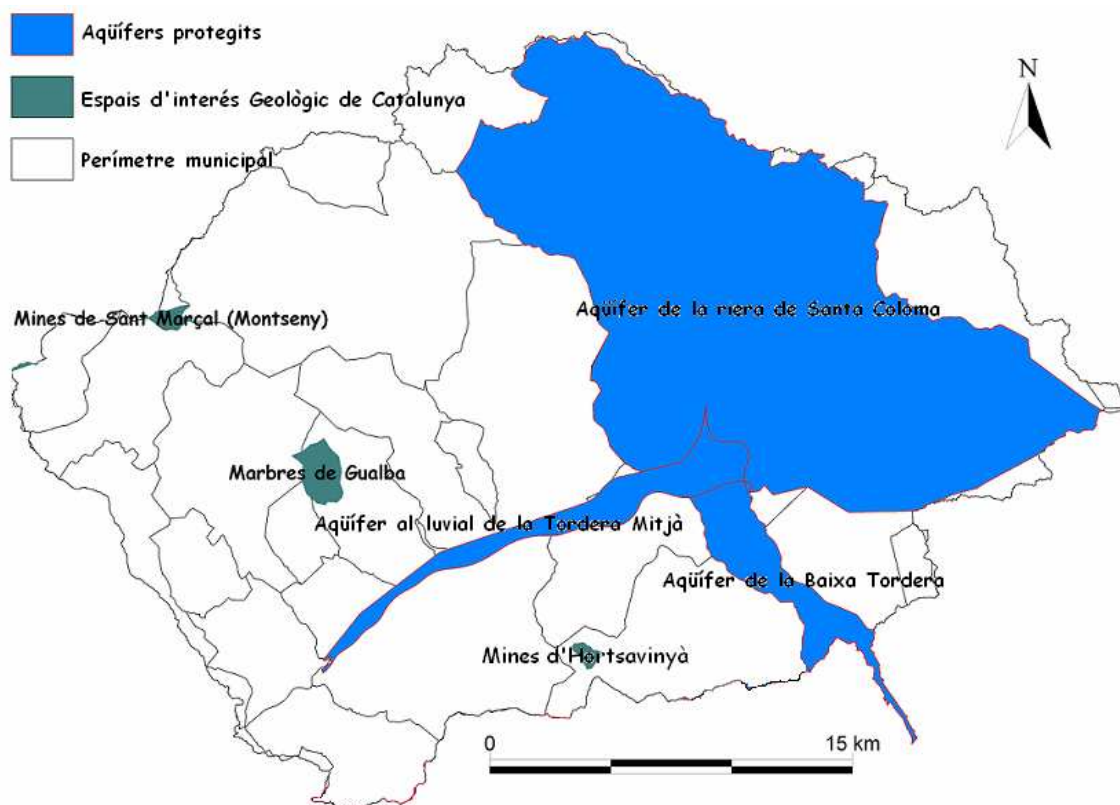 Aqüífers protegits
Espais d'interés Geològic de Catalunya
Perímetre municipal
N
Aqüífer de la riera de Santa Coloma
Mines de Sant Marçal (Montseny)
Marbres de Gualba
Aqüífer al luvial de la Tordera Mitjà
Aqüífer de la Baixa Tordera
Mines d'Hortsavinyà
0 15 km